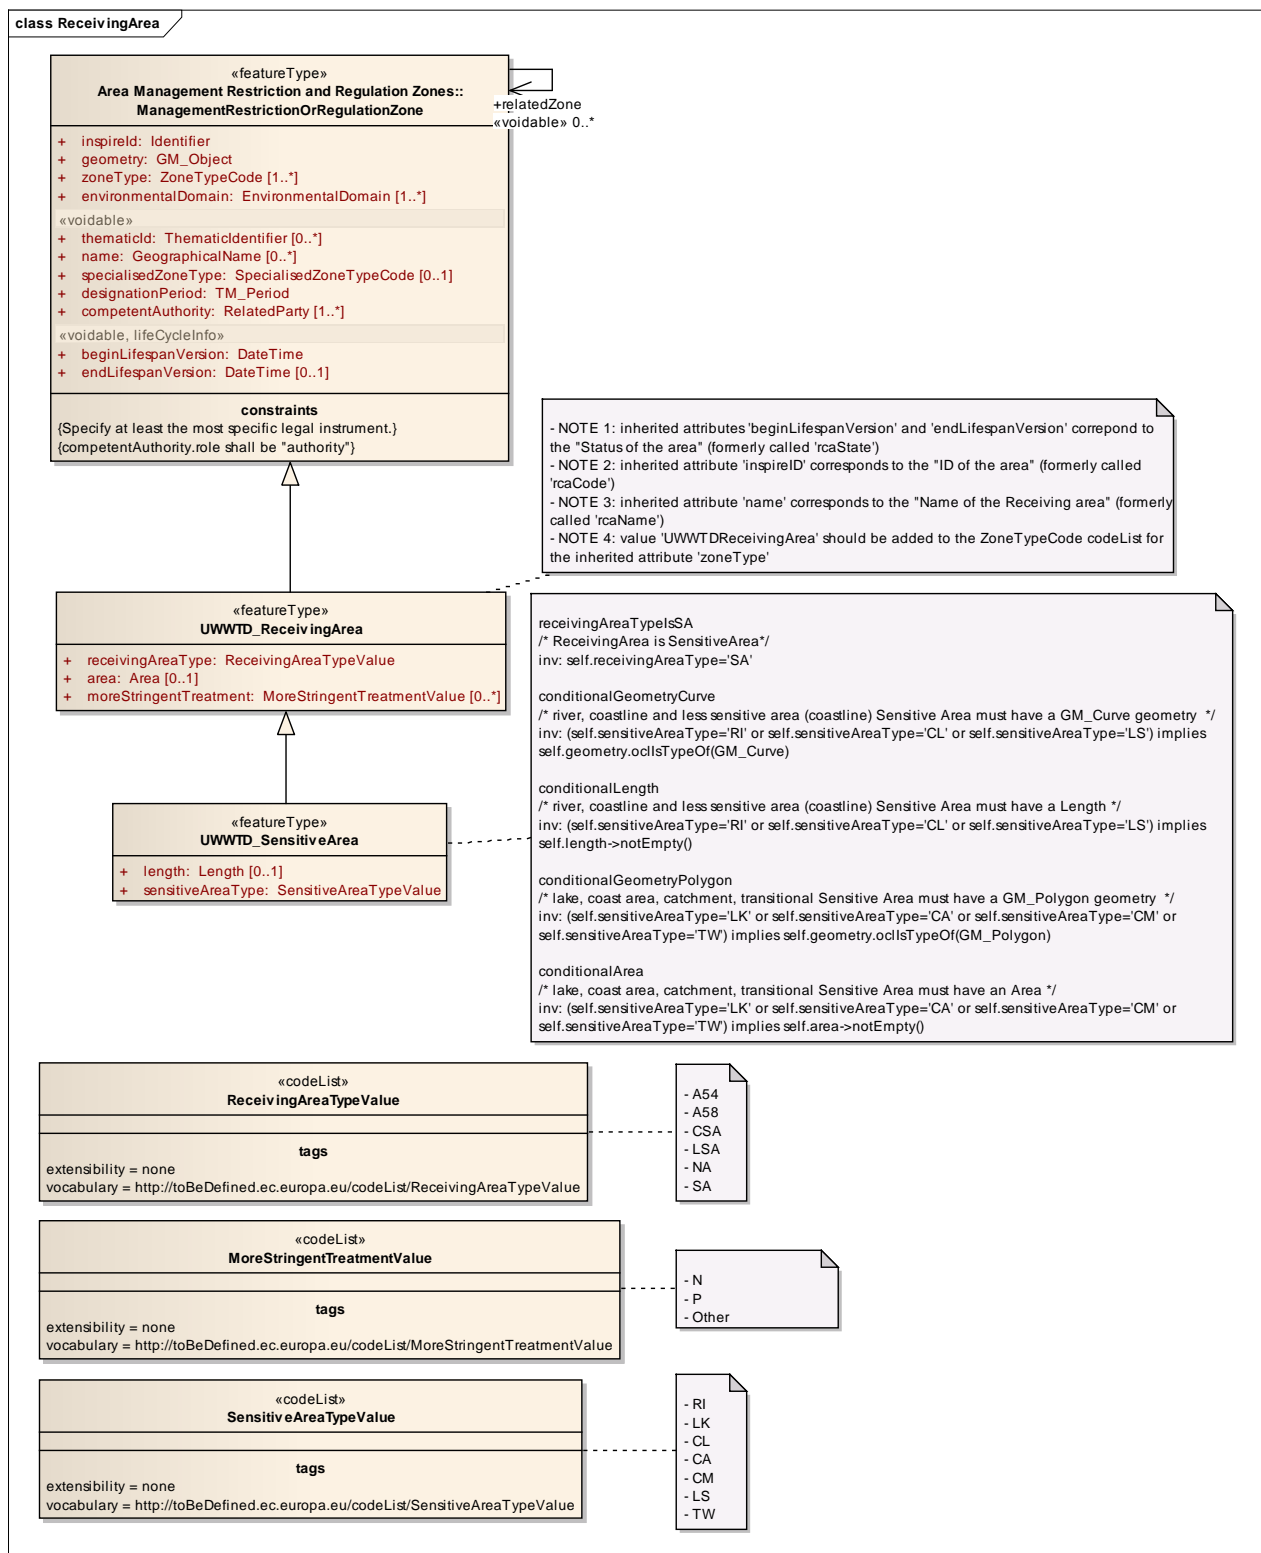 class ReceivingArea
«featureType»
Area Management Restriction and Regulation Zones::
ManagementRestrictionOrRegulationZone
+ inspireId: Identifier
+ geometry: GM_Object
+ zoneType: ZoneTypeCode [1..*]
+ environmentalDomain: EnvironmentalDomain [1..*]
«voidable»
+ thematicId: ThematicIdentifier [0..*]
+ name: GeographicalName [0..*]
+ specialisedZoneType: SpecialisedZoneTypeCode [0..1]
+ designationPeriod: TM_Period
+ competentAuthority: RelatedParty [1..*]
«voidable, lifeCycleInfo»
+ beginLifespanVersion: DateTime
+ endLifespanVersion: DateTime [0..1]
constraints
{Specify at least the most specific legal instrument.}
{competentAuthority.role shall be "authority"}
+relatedZone
«voidable» 0..*
- NOTE 1: inherited attributes 'beginLifespanVersion' and 'endLifespanVersion' correpond to
the "Status of the area" (formerly called 'rcaState')
- NOTE 2: inherited attribute 'inspireID' corresponds to the "ID of the area" (formerly called
'rcaCode')
- NOTE 3: inherited attribute 'name' corresponds to the "Name of the Receiving area" (formerly
called 'rcaName')
- NOTE 4: value 'UWWTDReceivingArea' should be added to the ZoneTypeCode codeList for
the inherited attribute 'zoneType'
«featureType»
UWWTD_ReceivingArea
+ receivingAreaType: ReceivingAreaTypeValue
+ area: Area [0..1]
+ moreStringentTreatment: MoreStringentTreatmentValue [0..*]
«featureType»
UWWTD_SensitiveArea
+ length: Length [0..1]
+ sensitiveAreaType: SensitiveAreaTypeValue
receivingAreaTypeIsSA
/* ReceivingArea is SensitiveArea*/
inv: self.receivingAreaType='SA'
conditionalGeometryCurve
/* river, coastline and less sensitive area (coastline) Sensitive Area must have a GM_Curve geometry */
inv: (self.sensitiveAreaType='RI' or self.sensitiveAreaType='CL' or self.sensitiveAreaType='LS') implies
self.geometry.oclIsTypeOf(GM_Curve)
conditionalLength
/* river, coastline and less sensitive area (coastline) Sensitive Area must have a Length */
inv: (self.sensitiveAreaType='RI' or self.sensitiveAreaType='CL' or self.sensitiveAreaType='LS') implies
self.length->notEmpty()
conditionalGeometryPolygon
/* lake, coast area, catchment, transitional Sensitive Area must have a GM_Polygon geometry */
inv: (self.sensitiveAreaType='LK' or self.sensitiveAreaType='CA' or self.sensitiveAreaType='CM' or
self.sensitiveAreaType='TW') implies self.geometry.oclIsTypeOf(GM_Polygon)
conditionalArea
/* lake, coast area, catchment, transitional Sensitive Area must have an Area */
inv: (self.sensitiveAreaType='LK' or self.sensitiveAreaType='CA' or self.sensitiveAreaType='CM' or
self.sensitiveAreaType='TW') implies self.area->notEmpty()
«codeList»
ReceivingAreaTypeValue
tags
extensibility = none
vocabulary = http://toBeDefined.ec.europa.eu/codeList/ReceivingAreaTypeValue
- A54
- A58
- CSA
- LSA
- NA
- SA
«codeList»
MoreStringentTreatmentValue
tags
extensibility = none
vocabulary = http://toBeDefined.ec.europa.eu/codeList/MoreStringentTreatmentValue
- N
- P
- Other
«codeList»
SensitiveAreaTypeValue
tags
extensibility = none
vocabulary = http://toBeDefined.ec.europa.eu/codeList/SensitiveAreaTypeValue
- RI
- LK
- CL
- CA
- CM
- LS
- TW